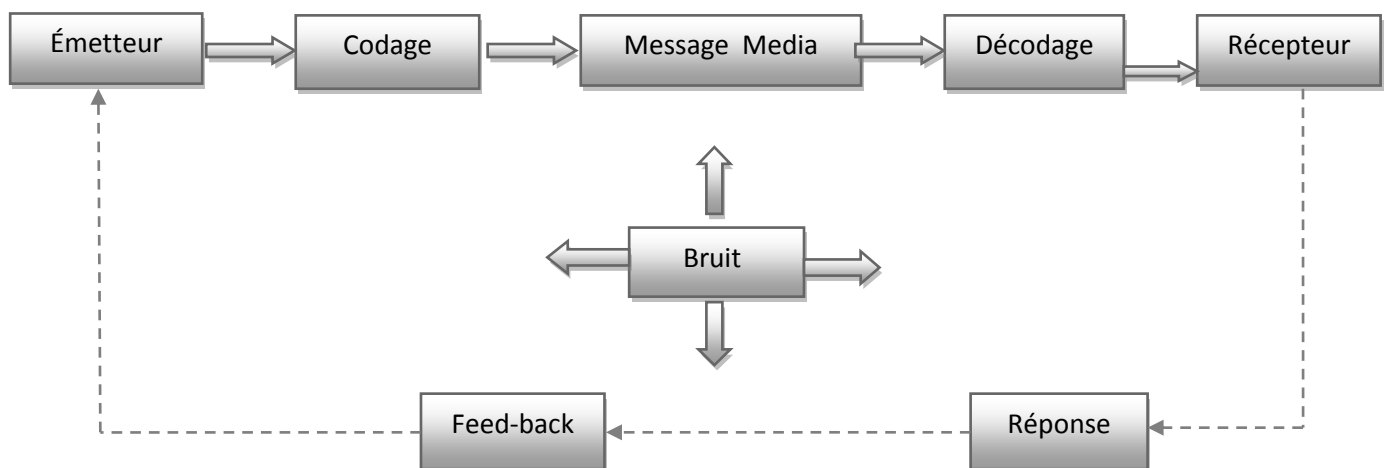 Émetteur
Codage
Message Media
Décodage
Récepteur
Bruit
Feed-back
Réponse